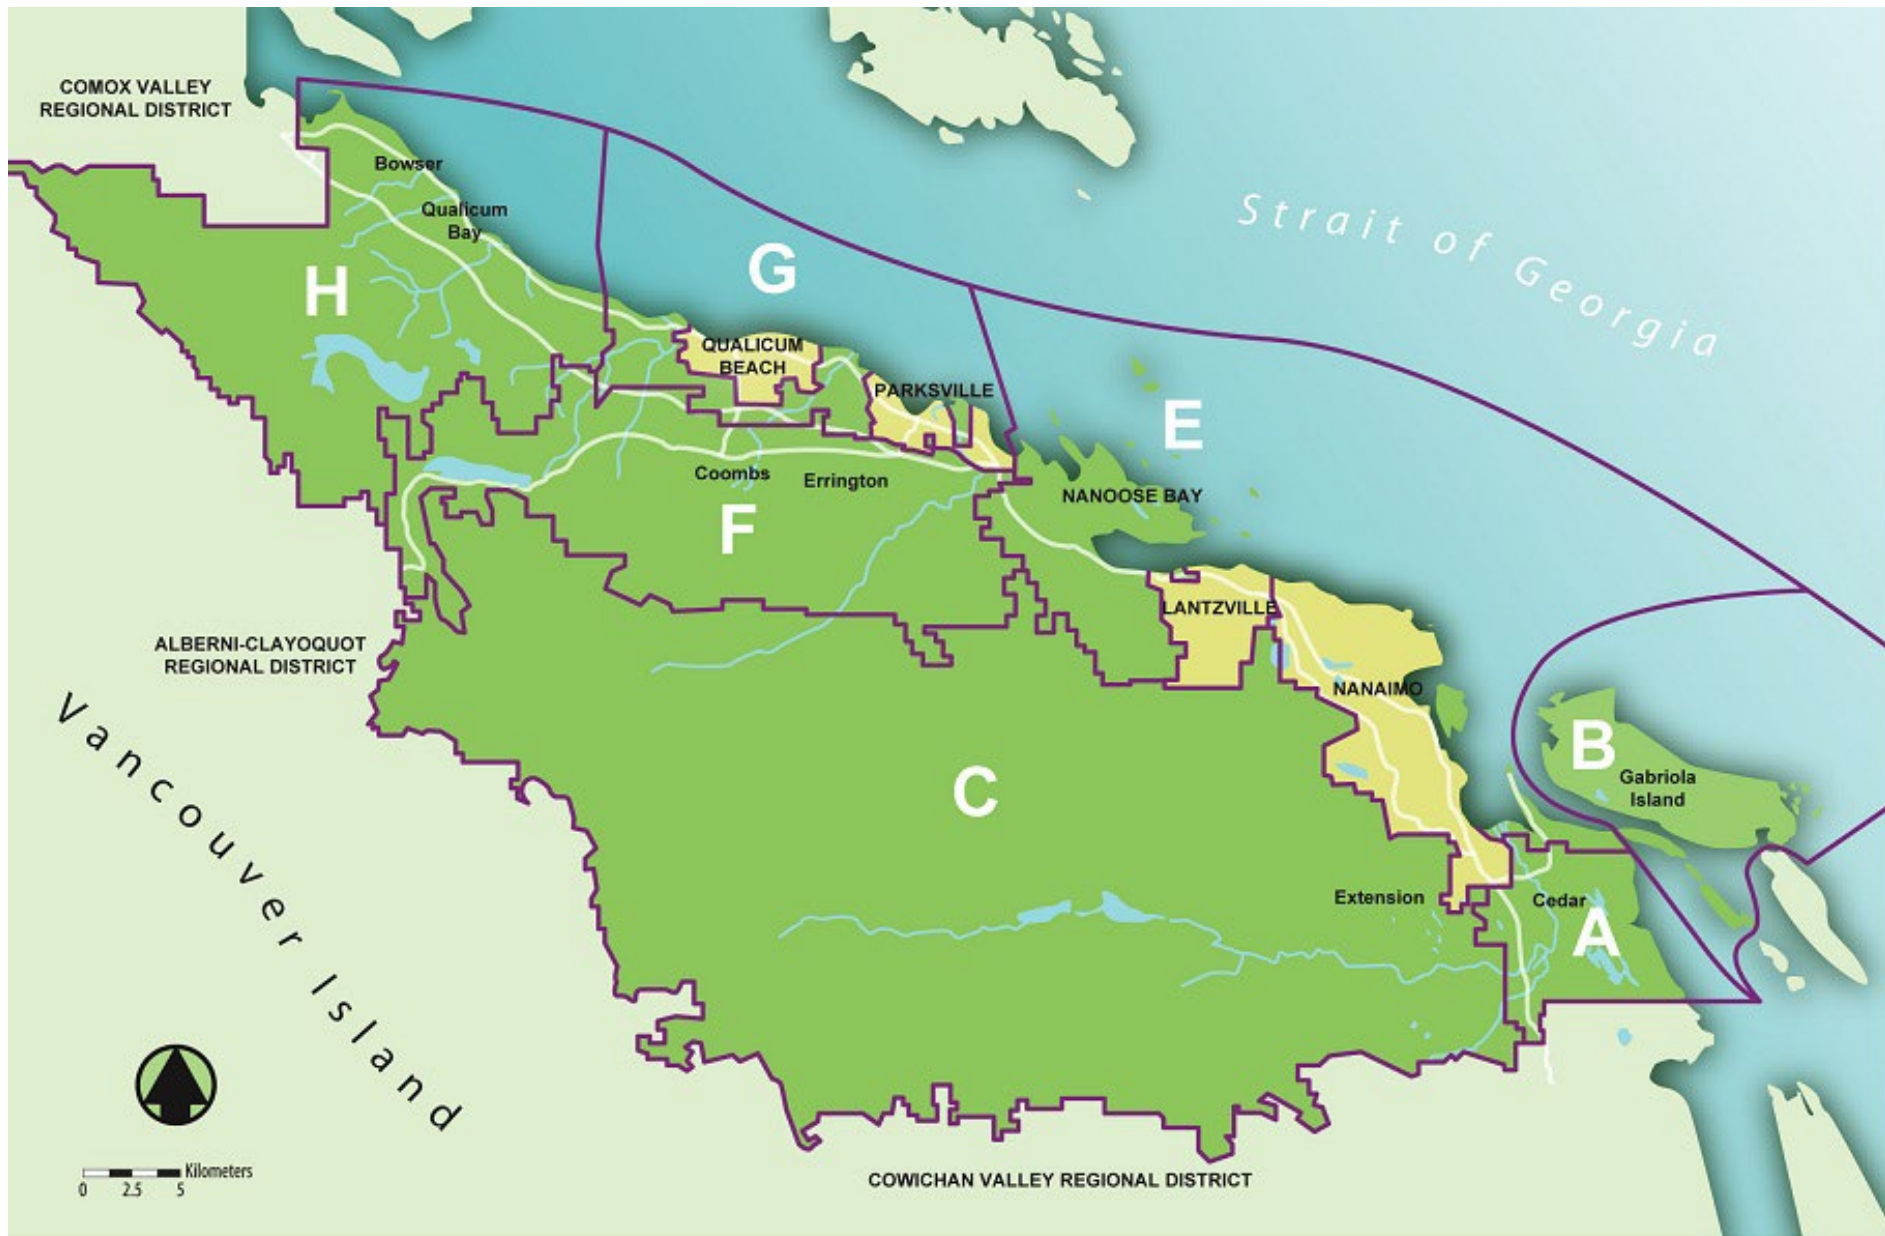 COMOX VALLEY
REGIONAL DISTRICT
Bowser
Qualicum
Bay
H
G
Strait of Georgia
QUALICUM
BEACH
PARKSVILLE
E
Coombs
Errington
NANOOSE BAY
F
LANTZVILLE
ALBERNI-CLAYOQUOT
REGIONAL DISTRICT
NANAIMO
Vancouver Island
C
B
Gabriola
Island
Extension
Cedar
A
Kilometers
0 2.5 5
COWICHAN VALLEY REGIONAL DISTRICT